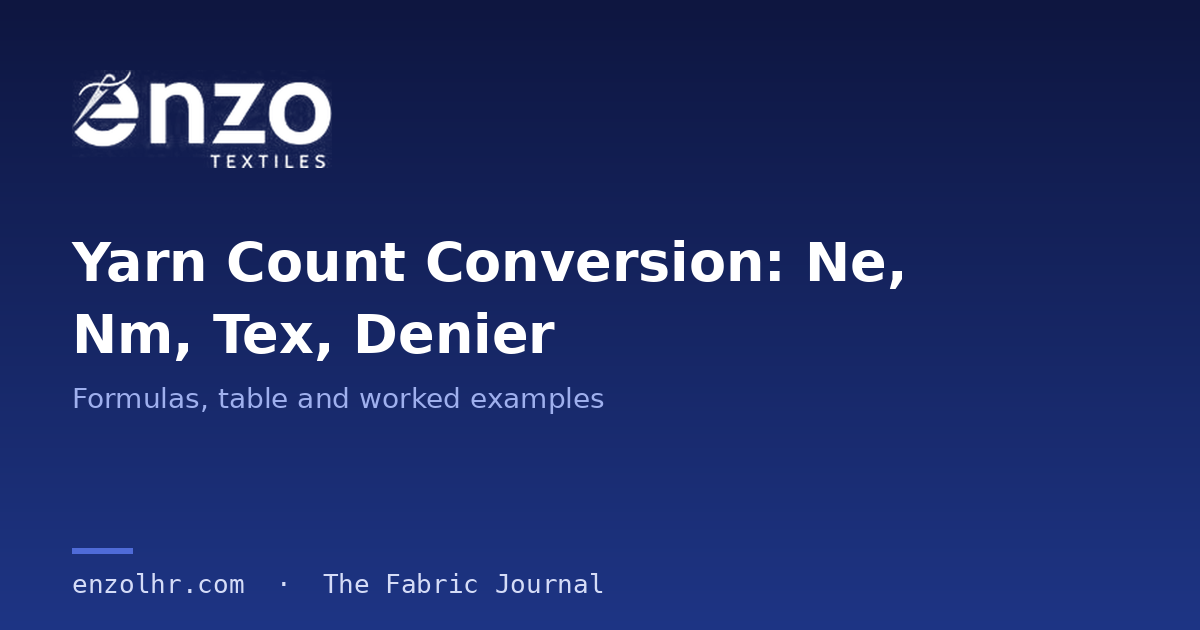 enzo
TEXTILES
Yarn Count Conversion: Ne,
Nm, Tex, Denier
Formulas, table and worked examples
enzolhr.com · The Fabric Journal